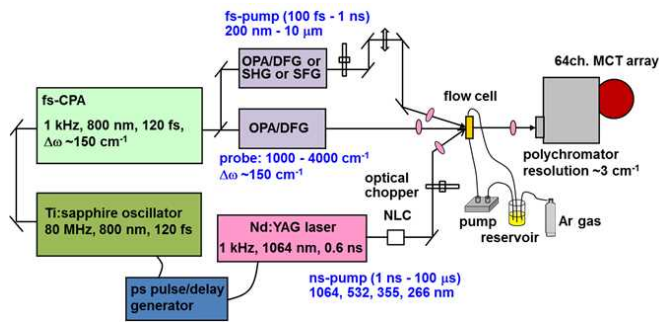 fs-pump (100 fs - 1 ns)
200 nm - 10 μm
OPA/DFG or
SHG or SFG
64ch. MCT array
fs-CPA
1 kHz, 800 nm, 120 fs,
Δω ~150 cm⁻¹
OPA/DFG
probe: 1000 - 4000 cm⁻¹
Δω ~150 cm⁻¹
flow cell
polychromator
resolution ~3 cm⁻¹
optical
chopper
NLC
pump
reservoir
Ar gas
Ti:sapphire oscillator
80 MHz, 800 nm, 120 fs
Nd:YAG laser
1 kHz, 1064 nm, 0.6 ns
ps pulse/delay
generator
ns-pump (1 ns - 100 μs)
1064, 532, 355, 266 nm